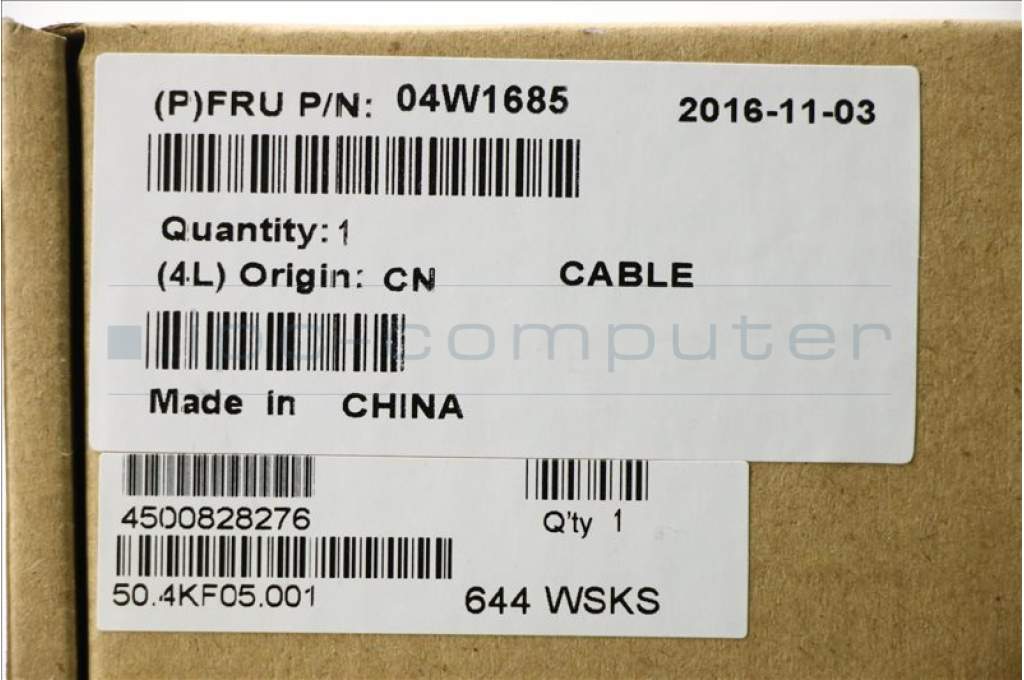 (P)FRU P/N: 04W1685 2016-11-03
Quantity: 1
(4L) Origin: CN CABLE
ipc-computer
Made in CHINA
4500828276 Q'ty 1
50.4KF05.001 644 WSKS